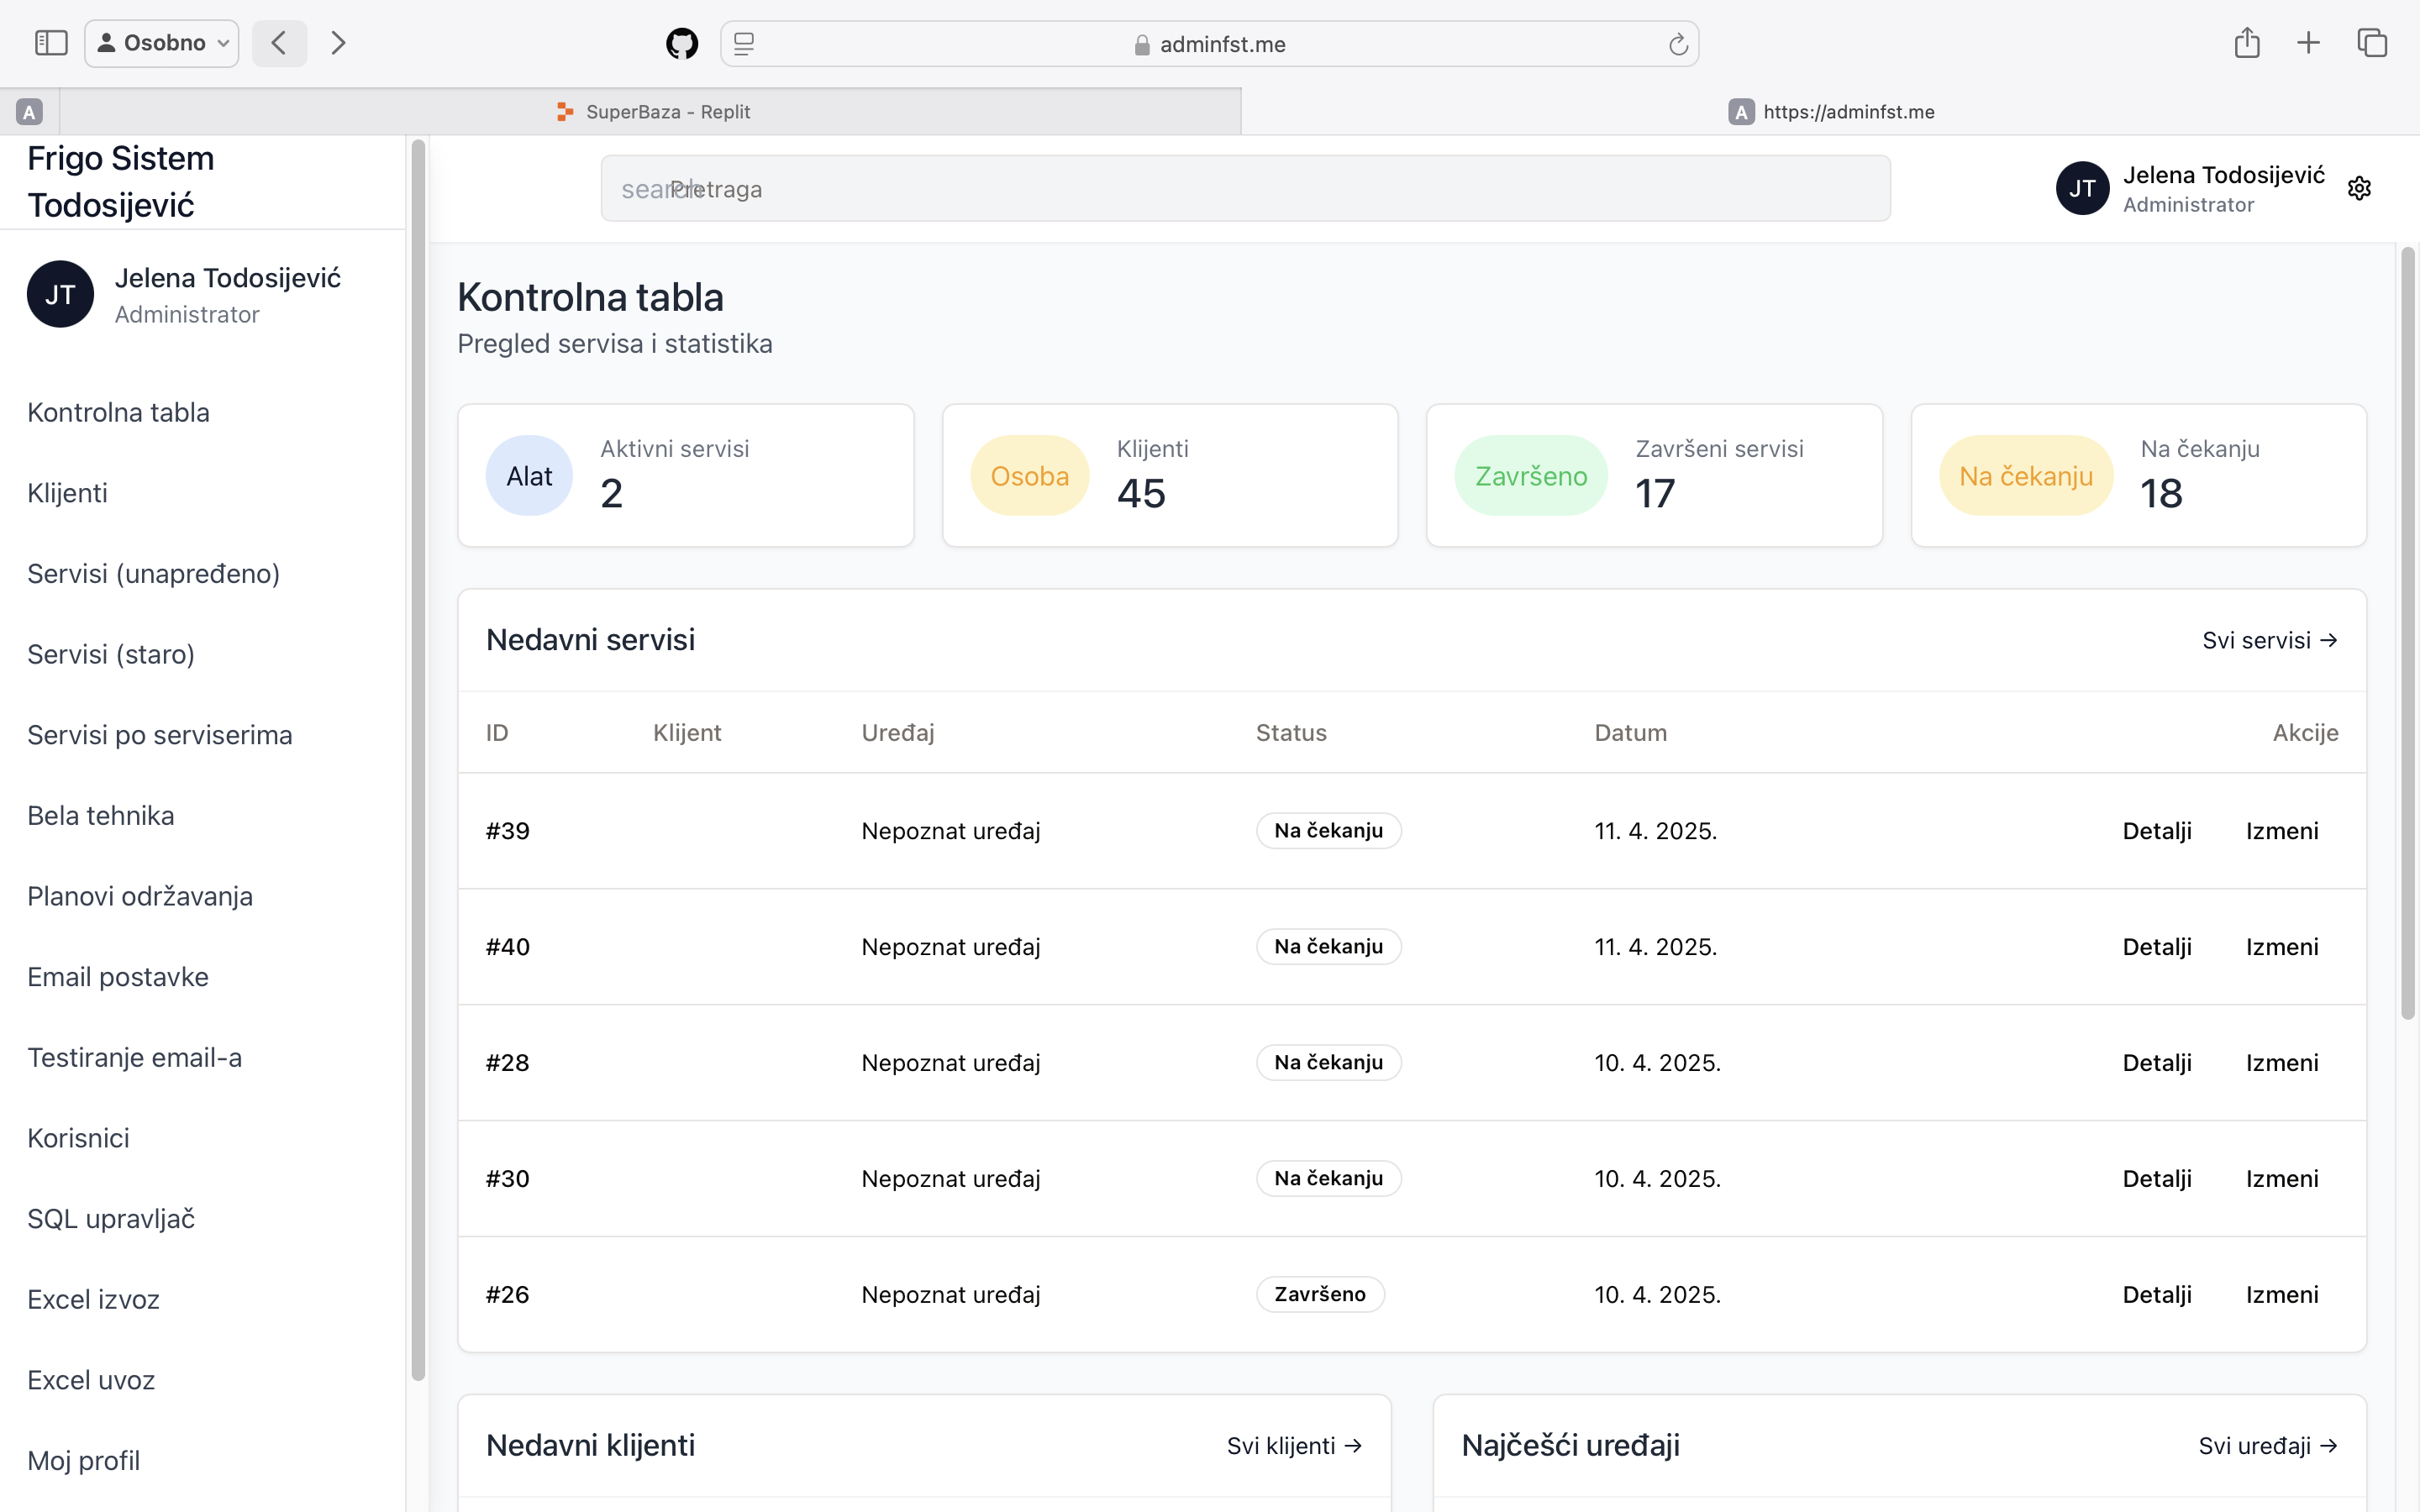 Osobno
adminfst.me
A
SuperBaza - Replit
A https://adminfst.me
Frigo Sistem
Todosijević
search
Pretraga
JT
Jelena Todosijević
Administrator
JT
Jelena Todosijević
Administrator
Kontrolna tabla
Klijenti
Servisi (unapređeno)
Servisi (staro)
Servisi po serviserima
Bela tehnika
Planovi održavanja
Email postavke
Testiranje email-a
Korisnici
SQL upravljač
Excel izvoz
Excel uvoz
Moj profil
Kontrolna tabla
Pregled servisa i statistika
Alat
Aktivni servisi
2
Osoba
Klijenti
45
Završeno
Završeni servisi
17
Na čekanju
Na čekanju
18
Nedavni servisi
Svi servisi →
ID Klijent Uređaj Status Datum Akcije
#39 Nepoznat uređaj Na čekanju 11. 4. 2025. Detalji Izmeni
#40 Nepoznat uređaj Na čekanju 11. 4. 2025. Detalji Izmeni
#28 Nepoznat uređaj Na čekanju 10. 4. 2025. Detalji Izmeni
#30 Nepoznat uređaj Na čekanju 10. 4. 2025. Detalji Izmeni
#26 Nepoznat uređaj Završeno 10. 4. 2025. Detalji Izmeni
Nedavni klijenti
Svi klijenti →
Najčešći uređaji
Svi uređaji →